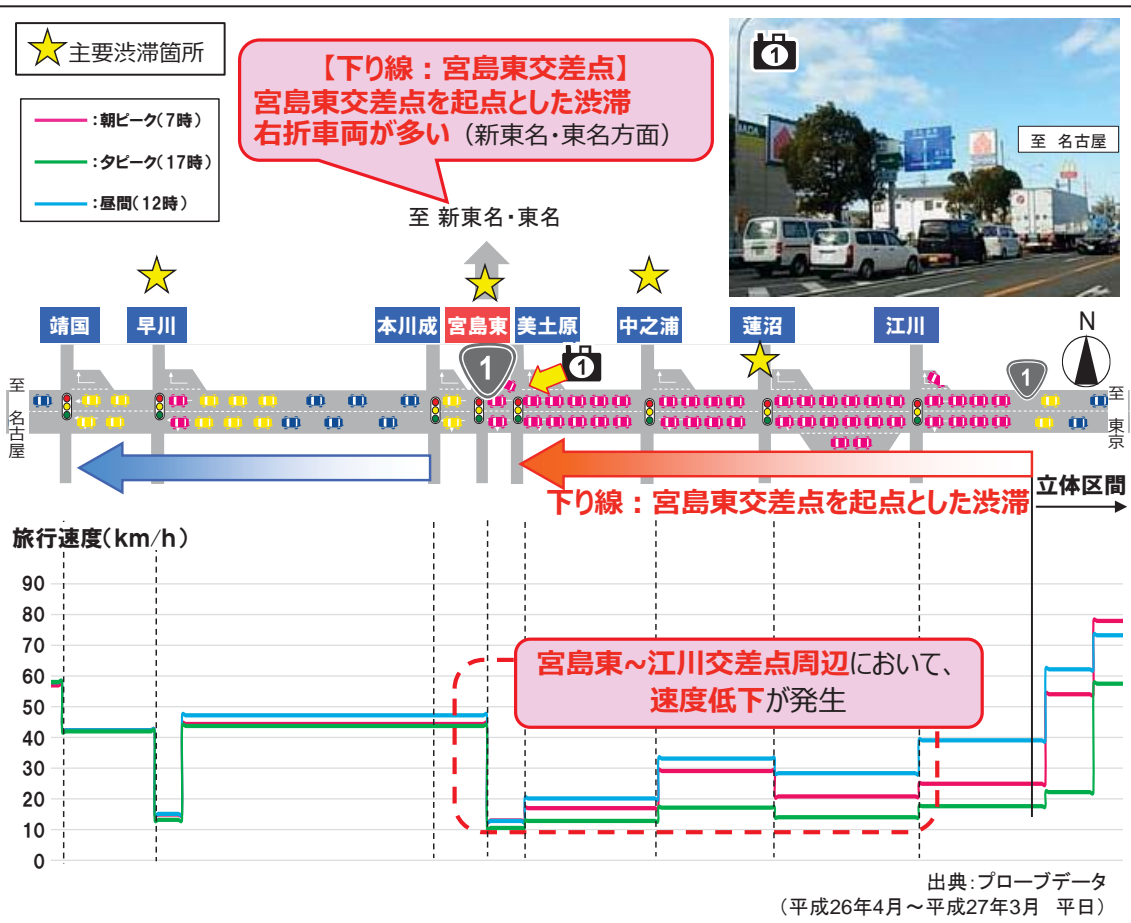 主要渋滞箇所
:朝ピーク(7時)
:夕ピーク(17時)
:昼間(12時)
【下り線：宮島東交差点】
宮島東交差点を起点とした渋滞
右折車両が多い（新東名・東名方面）
1
至 名古屋
至 新東名・東名
靖国
早川
本川成
宮島東
美土原
中之浦
蓮沼
江川
N
1
1
1
至 名古屋
至 東京
下り線：宮島東交差点を起点とした渋滞
立体区間
旅行速度(km/h)
90
80
70
60
50
40
30
20
10
0
宮島東~江川交差点周辺において、
速度低下が発生
出典:プローブデータ
（平成26年4月～平成27年3月 平日）